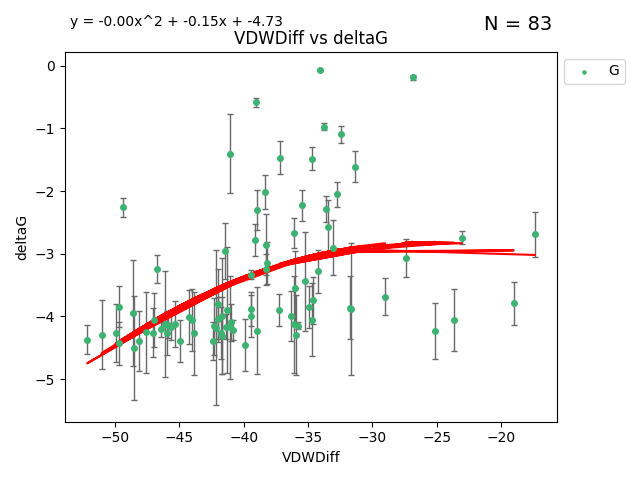 y = -0.00x^2 + -0.15x + -4.73
N = 83
VDWDiff vs deltaG
G
0
−1
−2
−3
−4
−5
deltaG
−50
−45
−40
−35
−30
−25
−20
VDWDiff